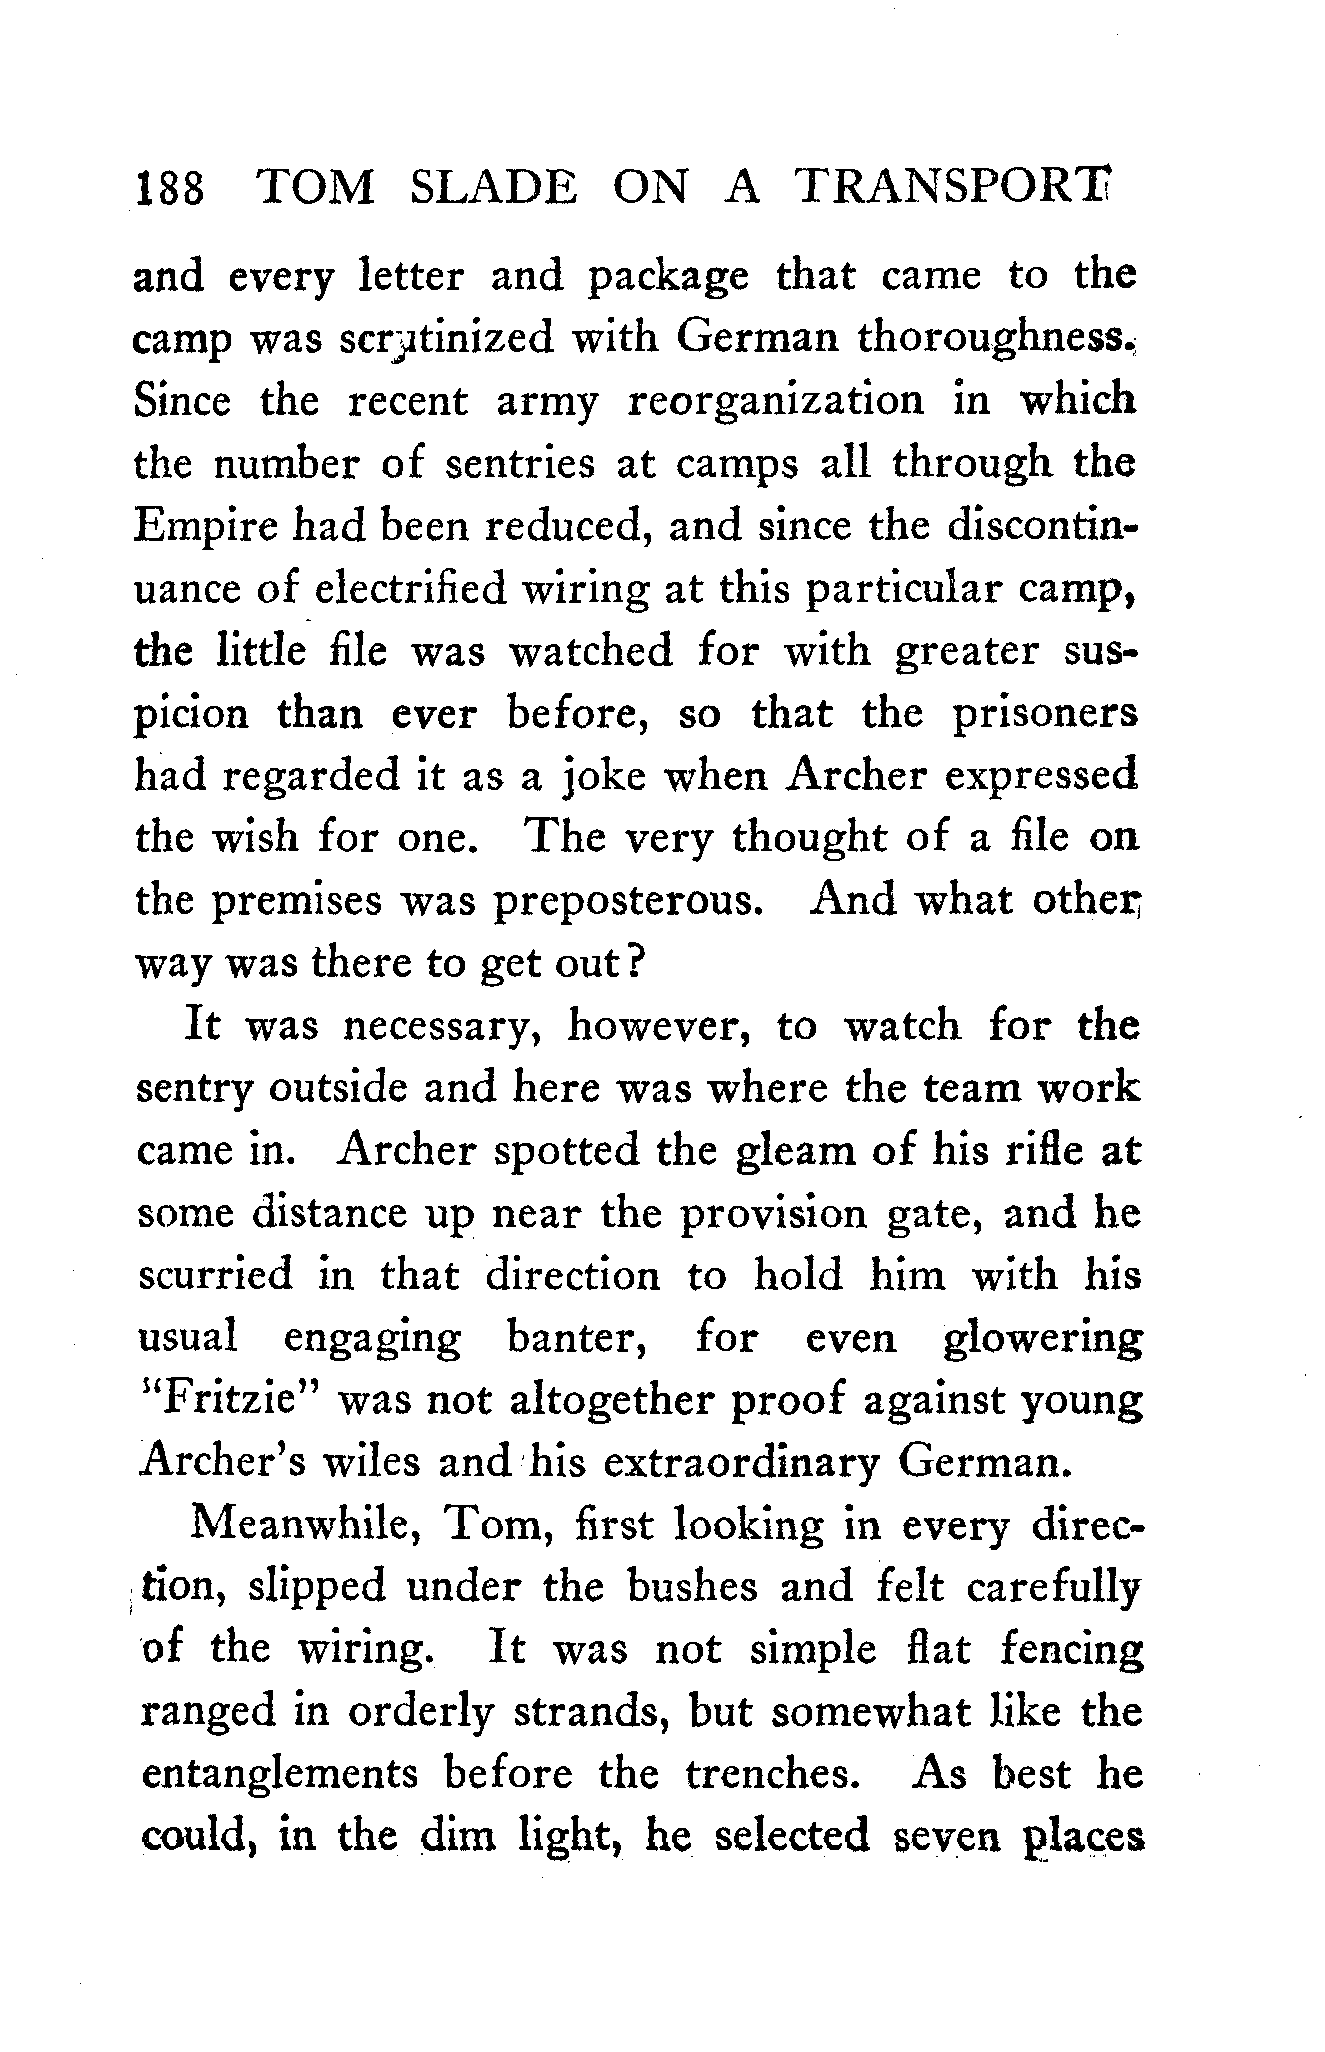 188 TOM SLADE ON A TRANSPORT
and every letter and package that came to the
camp was scrutinized with German thoroughness.
Since the recent army reorganization in which
the number of sentries at camps all through the
Empire had been reduced, and since the discontin-
uance of electrified wiring at this particular camp,
the little file was watched for with greater sus-
picion than ever before, so that the prisoners
had regarded it as a joke when Archer expressed
the wish for one. The very thought of a file on
the premises was preposterous. And what other
way was there to get out?
It was necessary, however, to watch for the
sentry outside and here was where the team work
came in. Archer spotted the gleam of his rifle at
some distance up near the provision gate, and he
scurried in that direction to hold him with his
usual engaging banter, for even glowering
"Fritzie" was not altogether proof against young
Archer's wiles and his extraordinary German.
Meanwhile, Tom, first looking in every direc-
tion, slipped under the bushes and felt carefully
of the wiring. It was not simple flat fencing
ranged in orderly strands, but somewhat like the
entanglements before the trenches. As best he
could, in the dim light, he selected seven places